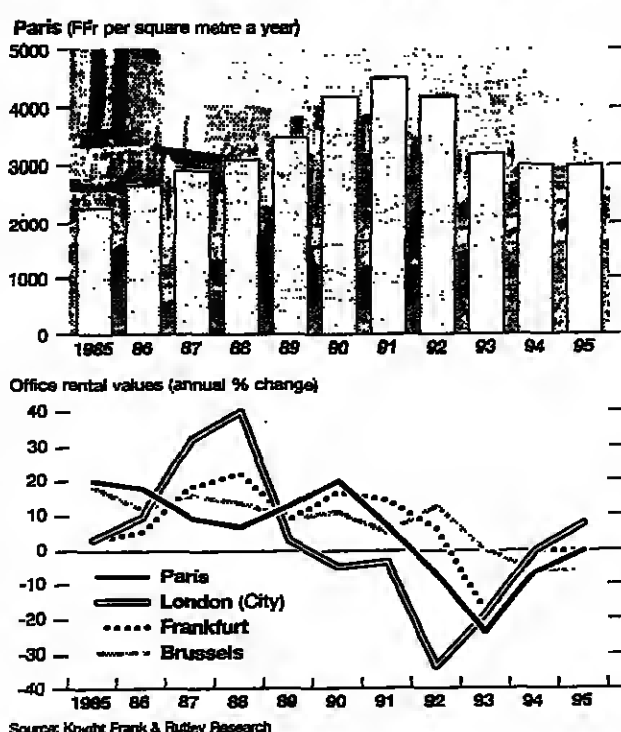 Paris (FFr per square metre a year)
5000
4000
3000
2000
1000
0
1985 86 87 88 89 90 91 92 93 94 95
Office rental values (annual % change)
40
30
20
10
0
-10
-20
-30
-40
Paris
London (City)
Frankfurt
Brussels
1985 86 87 88 89 90 91 92 93 94 95
Source: Knight Frank & Rutley Research